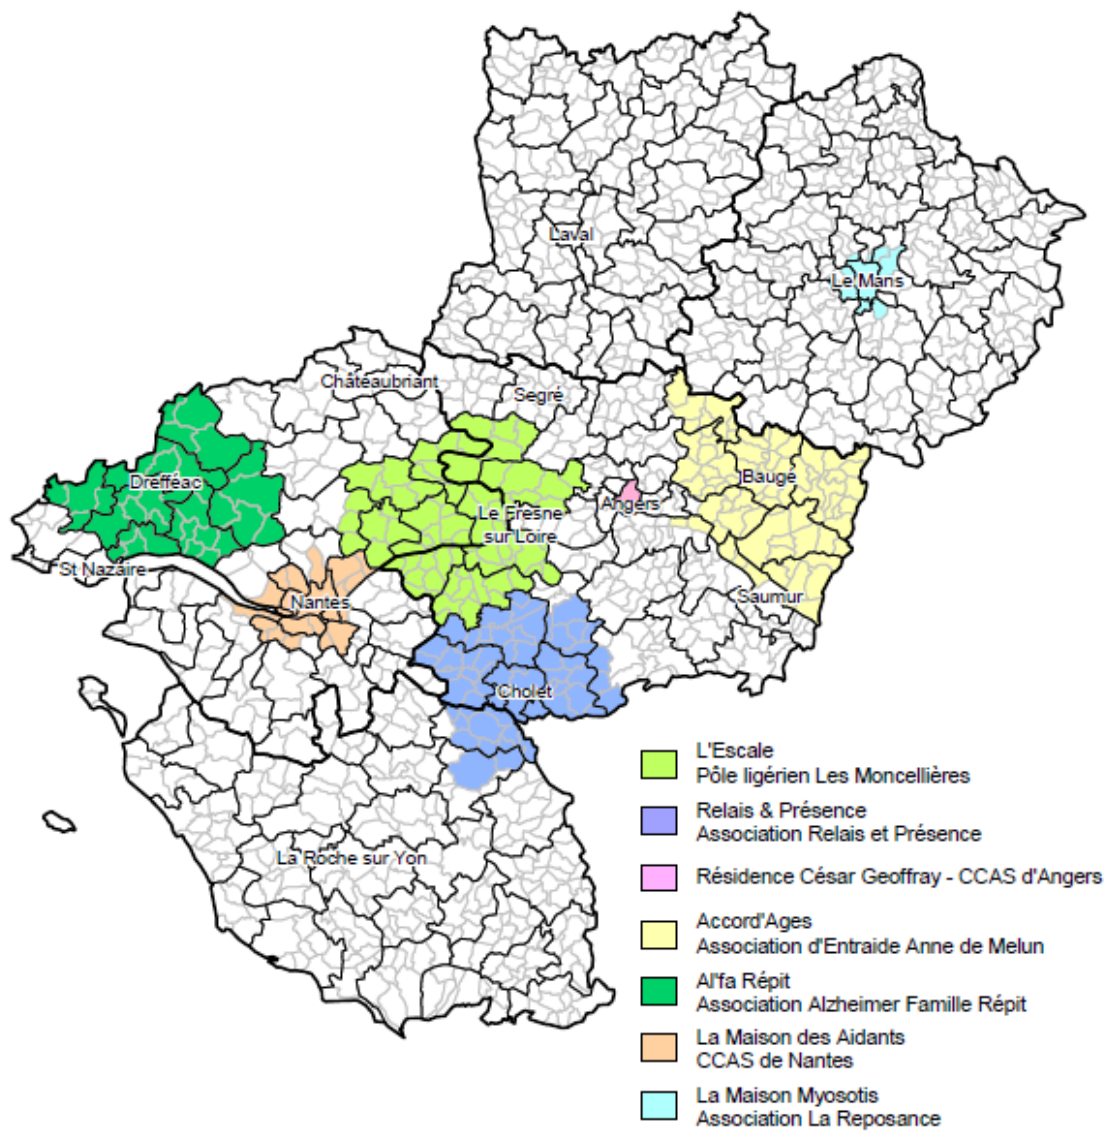 Laval
Le Mans
Châteaubriant
Segré
Drefféac
Baugé
Angers
Le Fresne
sur Loire
St Nazaire
Nantes
Saumur
Cholet
La Roche sur Yon
L'Escale
Pôle ligérien Les Moncellières
Relais & Présence
Association Relais et Présence
Résidence César Geoffray - CCAS d'Angers
Accord'Ages
Association d'Entraide Anne de Melun
Al'fa Répit
Association Alzheimer Famille Répit
La Maison des Aidants
CCAS de Nantes
La Maison Myosotis
Association La Reposance